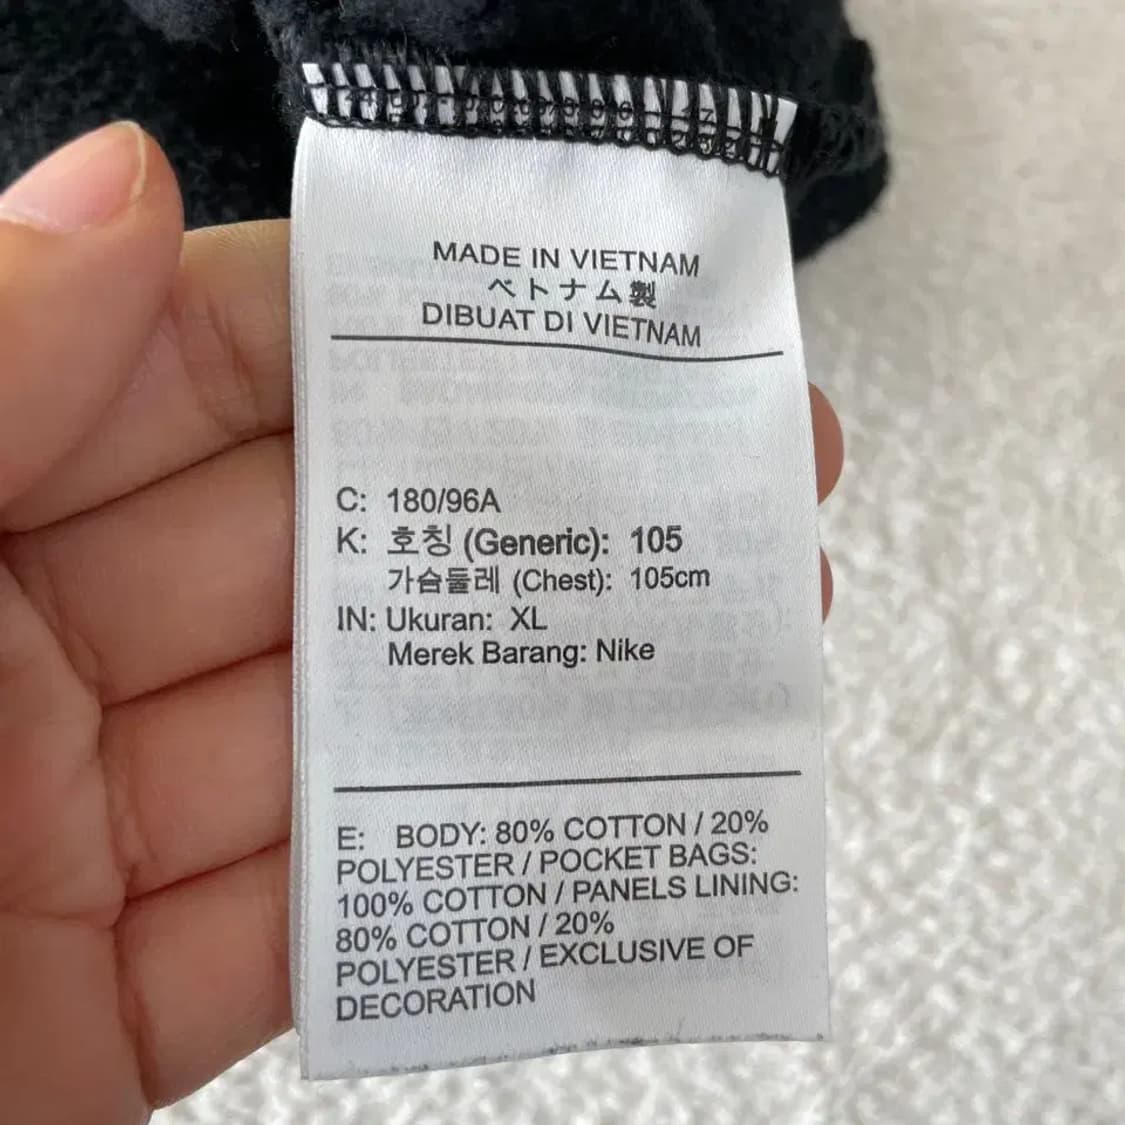 MADE IN VIETNAM
ベトナム製
DIBUAT DI VIETNAM
C: 180/96A
K: 호칭 (Generic): 105
가슴둘레 (Chest): 105cm
IN: Ukuran: XL
Merek Barang: Nike
E: BODY: 80% COTTON / 20%
POLYESTER / POCKET BAGS:
100% COTTON / PANELS LINING:
80% COTTON / 20%
POLYESTER / EXCLUSIVE OF
DECORATION